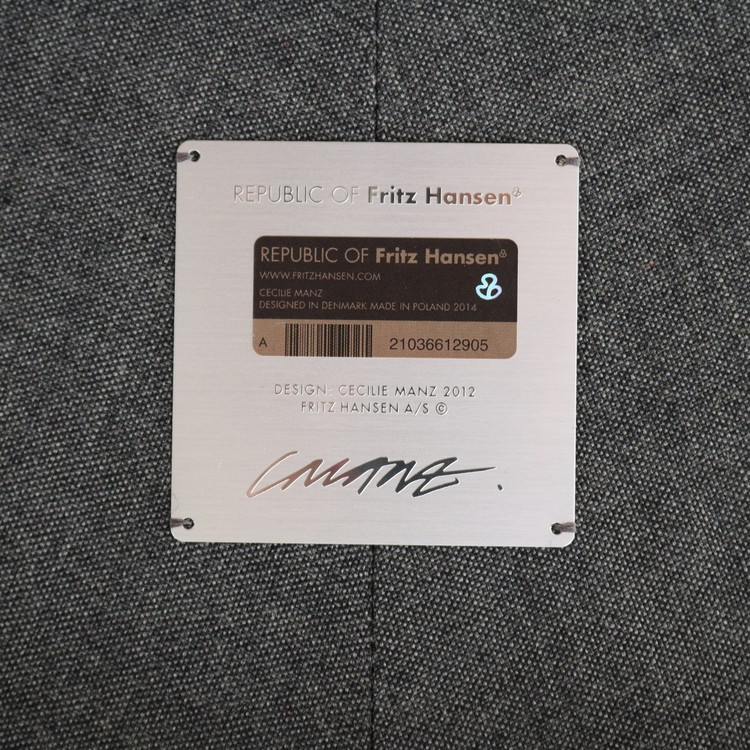 REPUBLIC OF Fritz Hansen®
REPUBLIC OF Fritz Hansen®
WWW.FRITZHANSEN.COM
CECILIE MANZ
DESIGNED IN DENMARK MADE IN POLAND 2014
A 21036612905
DESIGN: CECILIE MANZ 2012
FRITZ HANSEN A/S ©
CMANZ.